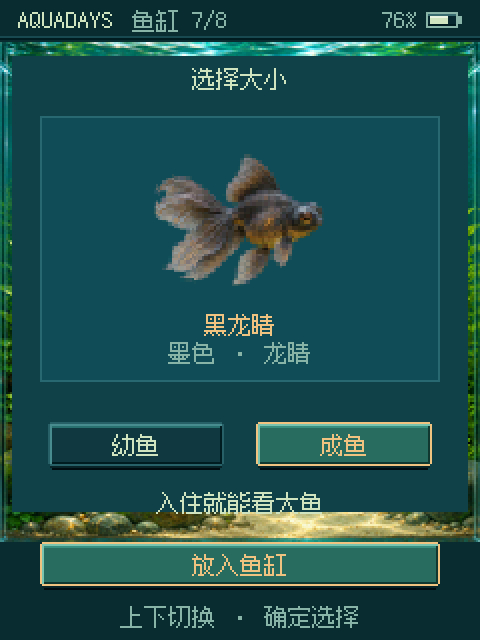 AQUADAYS 鱼缸 7/8 76%
选择大小
黑龙睛
墨色 · 龙睛
幼鱼 成鱼
入住就能看大鱼
放入鱼缸
上下切换 · 确定选择